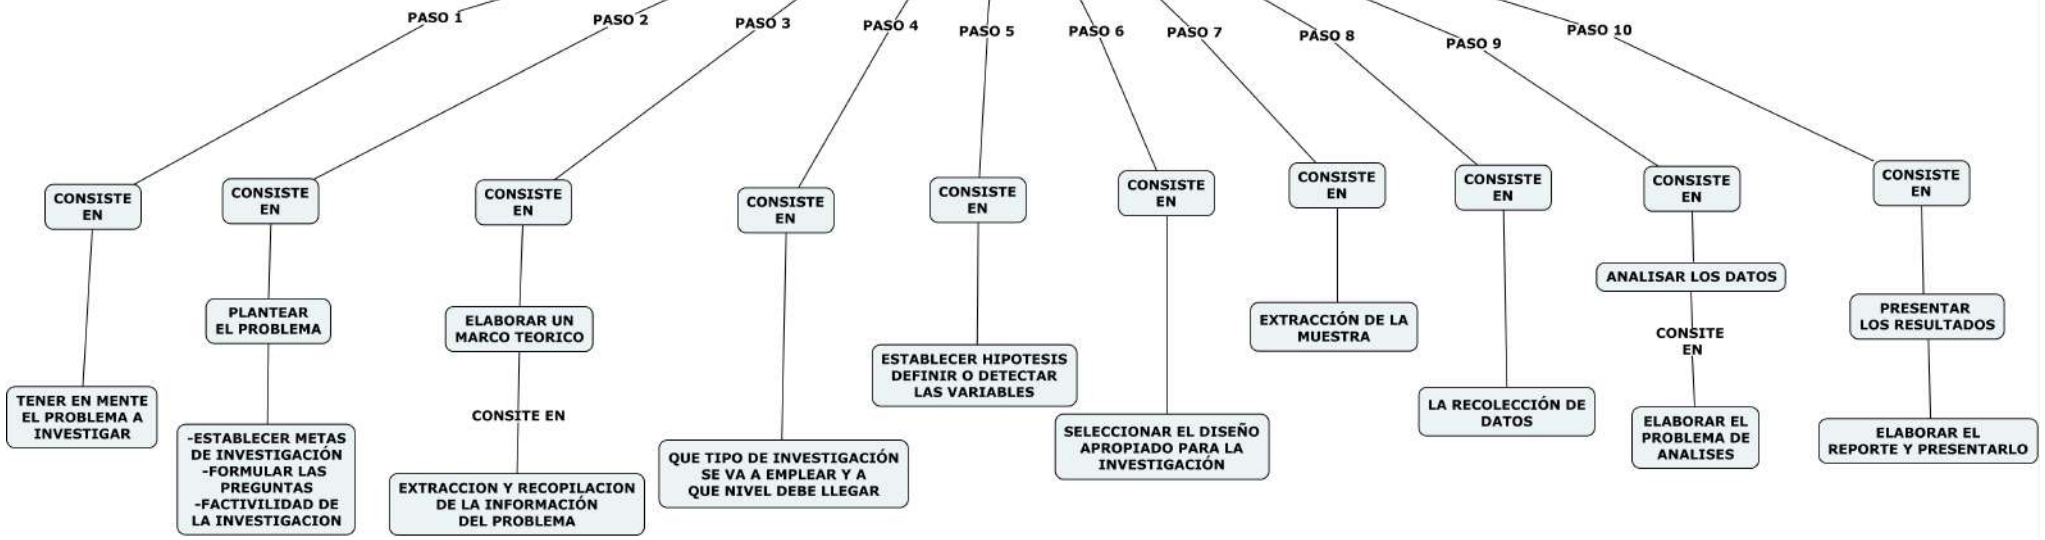 PASO 1
PASO 2
PASO 3
PASO 4
PASO 5
PASO 6
PASO 7
PASO 8
PASO 9
PASO 10
CONSISTE
EN
TENER EN MENTE
EL PROBLEMA A
INVESTIGAR
CONSISTE
EN
PLANTEAR
EL PROBLEMA
-ESTABLECER METAS
DE INVESTIGACIÓN
-FORMULAR LAS
PREGUNTAS
-FACTIVILIDAD DE
LA INVESTIGACION
CONSISTE
EN
ELABORAR UN
MARCO TEORICO
CONSITE EN
EXTRACCION Y RECOPILACION
DE LA INFORMACIÓN
DEL PROBLEMA
CONSISTE
EN
QUE TIPO DE INVESTIGACIÓN
SE VA A EMPLEAR Y A
QUE NIVEL DEBE LLEGAR
CONSISTE
EN
ESTABLECER HIPOTESIS
DEFINIR O DETECTAR
LAS VARIABLES
CONSISTE
EN
SELECCIONAR EL DISEÑO
APROPIADO PARA LA
INVESTIGACIÓN
CONSISTE
EN
EXTRACCIÓN DE LA
MUESTRA
CONSISTE
EN
LA RECOLECCIÓN DE
DATOS
CONSISTE
EN
ANALISAR LOS DATOS
CONSITE
EN
ELABORAR EL
PROBLEMA DE
ANALISES
CONSISTE
EN
PRESENTAR
LOS RESULTADOS
ELABORAR EL
REPORTE Y PRESENTARLO